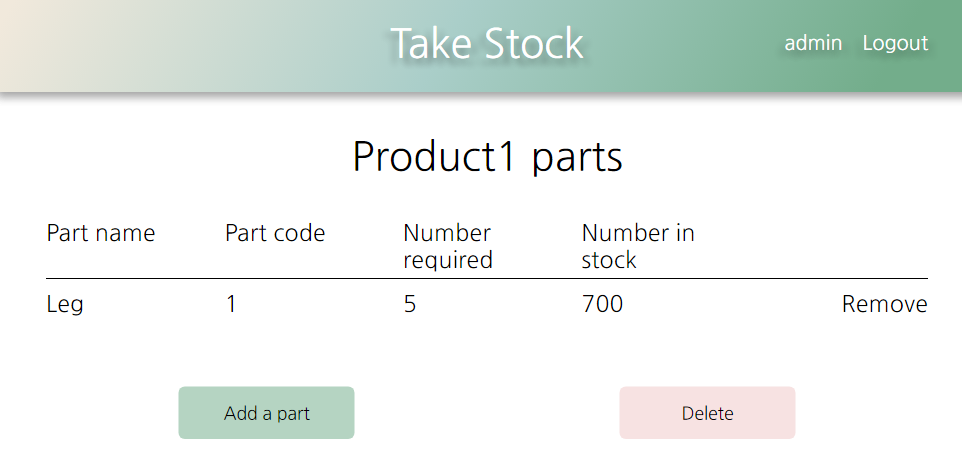 Take Stock
admin Logout
Product1 parts
Part name Part code Number required Number in stock
Leg 1 5 700 Remove
Add a part Delete